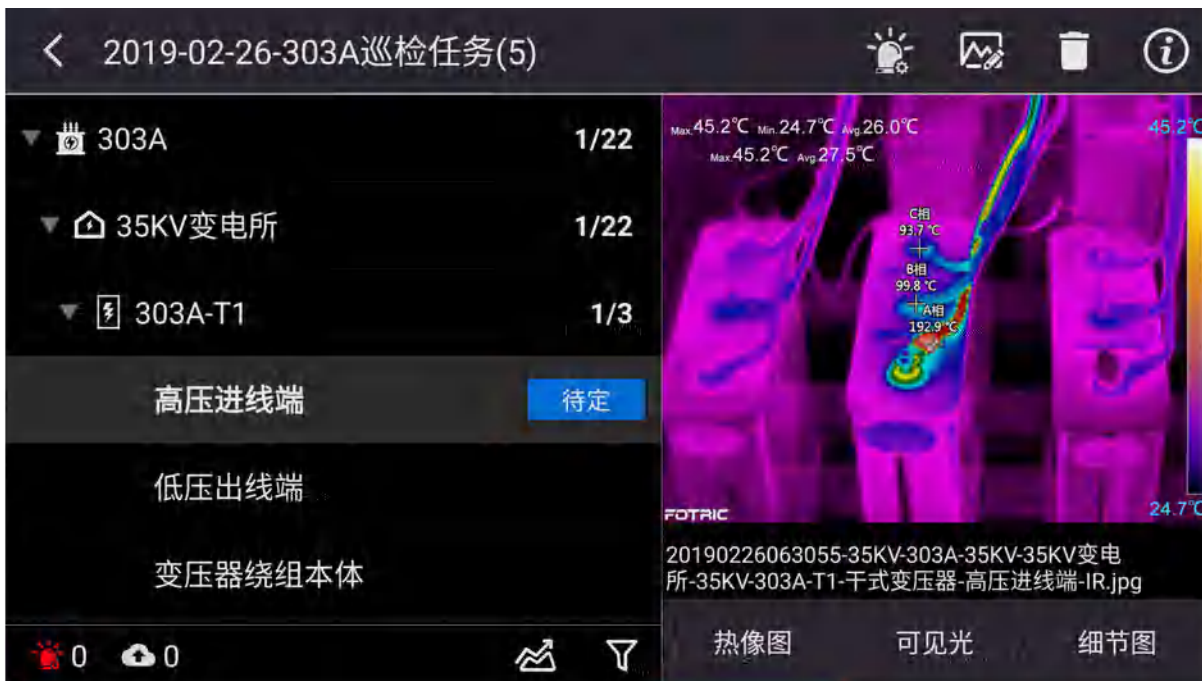 2019-02-26-303A巡检任务(5)
303A 1/22
35KV变电所 1/22
303A-T1 1/3
高压进线端 待定
低压出线端
变压器绕组本体
0 0
Max.45.2℃ Min.24.7℃ Avg.26.0℃ 45.2℃
Max.45.2℃ Avg.27.5℃
C相
93.7℃
B相
99.8℃
A相
192.9℃
FOTRIC 24.7℃
20190226063055-35KV-303A-35KV-35KV变电
所-35KV-303A-T1-干式变压器-高压进线端-IR.jpg
热像图 可见光 细节图